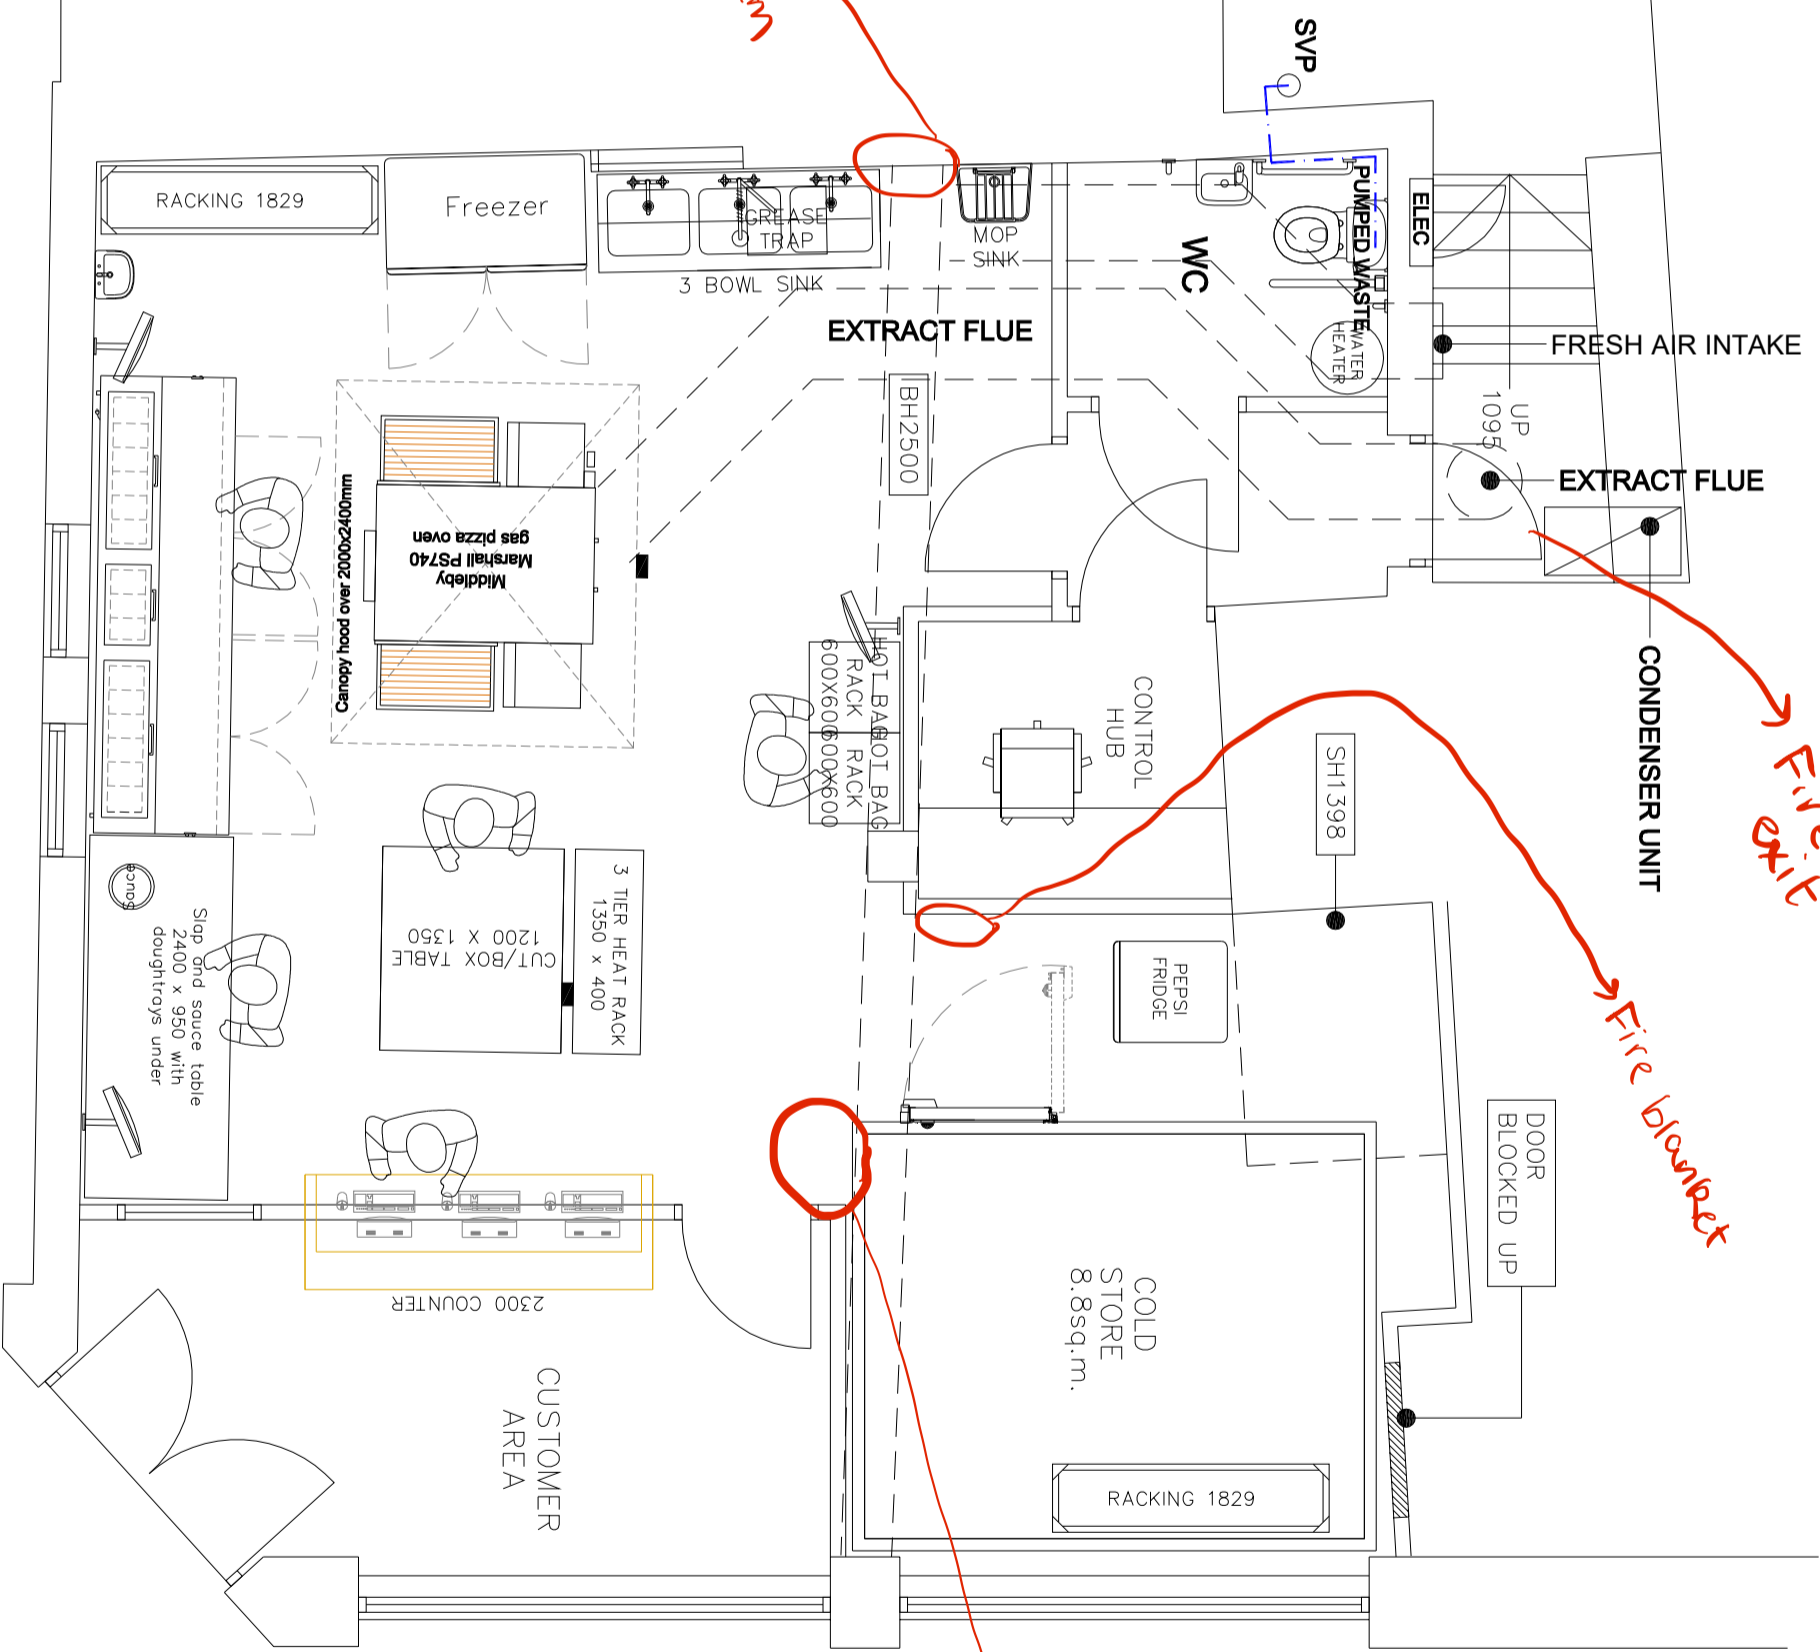 SVP
RACKING 1829
Freezer
GREASE
TRAP
3 BOWL SINK
MOP
SINK
WC
PUMPED WASTE
ELEC
WATER
HEATER
FRESH AIR INTAKE
EXTRACT FLUE
BH2500
UP
1095
EXTRACT FLUE
Canopy hood over 2000x2400mm
Middleby
Marshall PS740
gas pizza oven
HOT BAG
RACK
600X600
HOT BAG
RACK
600X600
CONTROL
HUB
SH1398
CONDENSER UNIT
Fire
exit
Sauce
Slap and sauce table
2400 x 950 with
doughtrays under
CUT/BOX TABLE
1200 X 1350
3 TIER HEAT RACK
1350 x 400
PEPSI
FRIDGE
Fire blanket
DOOR
BLOCKED UP
2300 COUNTER
CUSTOMER
AREA
COLD
STORE
8.8sq.m.
RACKING 1829